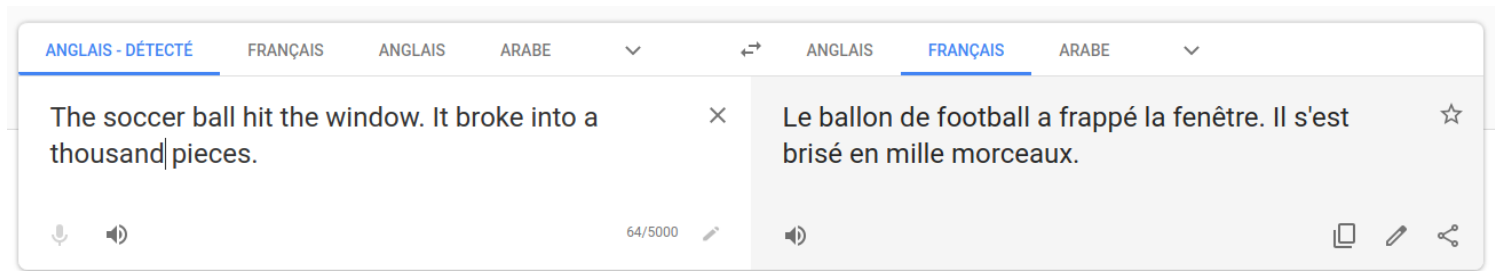 ANGLAIS - DÉTECTÉ FRANÇAIS ANGLAIS ARABE ANGLAIS FRANÇAIS ARABE
The soccer ball hit the window. It broke into a
thousand pieces.
64/5000
Le ballon de football a frappé la fenêtre. Il s'est
brisé en mille morceaux.